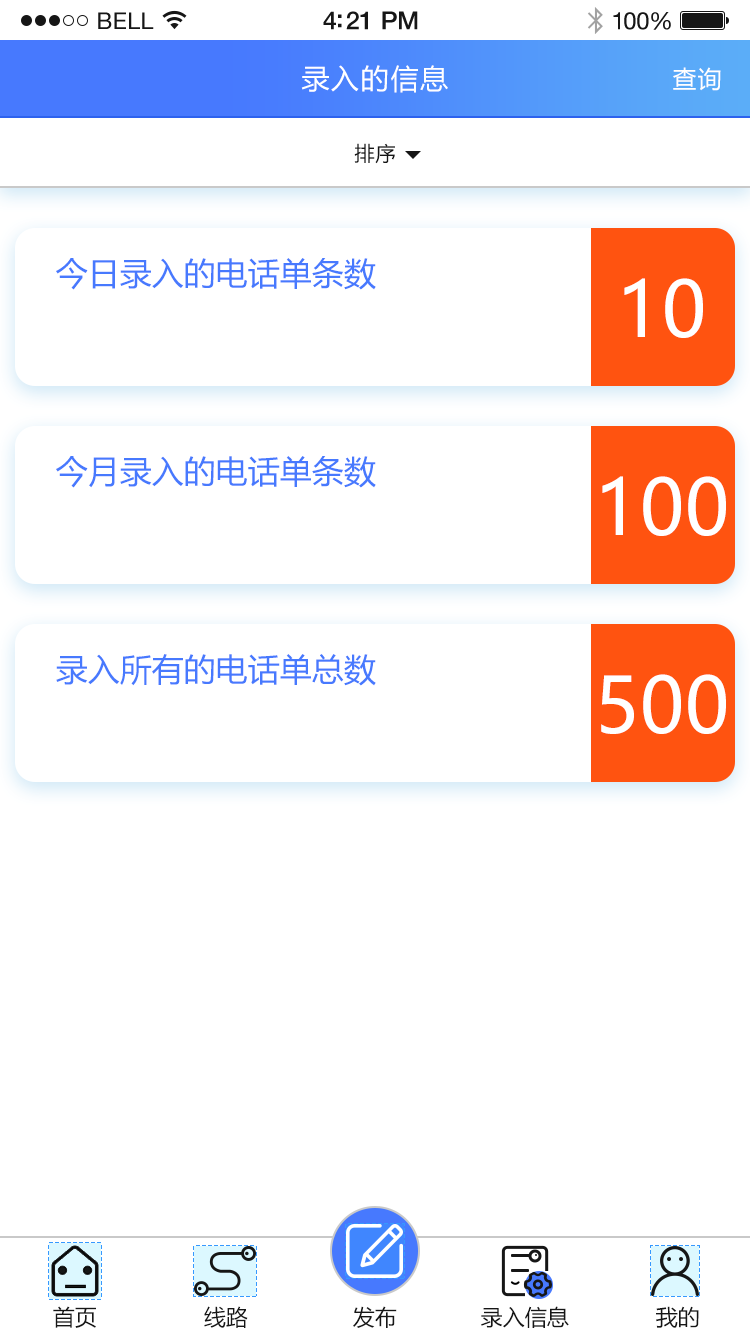 BELL 4:21 PM 100%
录入的信息 查询
排序
今日录入的电话单条数
10
今月录入的电话单条数
100
录入所有的电话单总数
500
首页 线路 发布 录入信息 我的